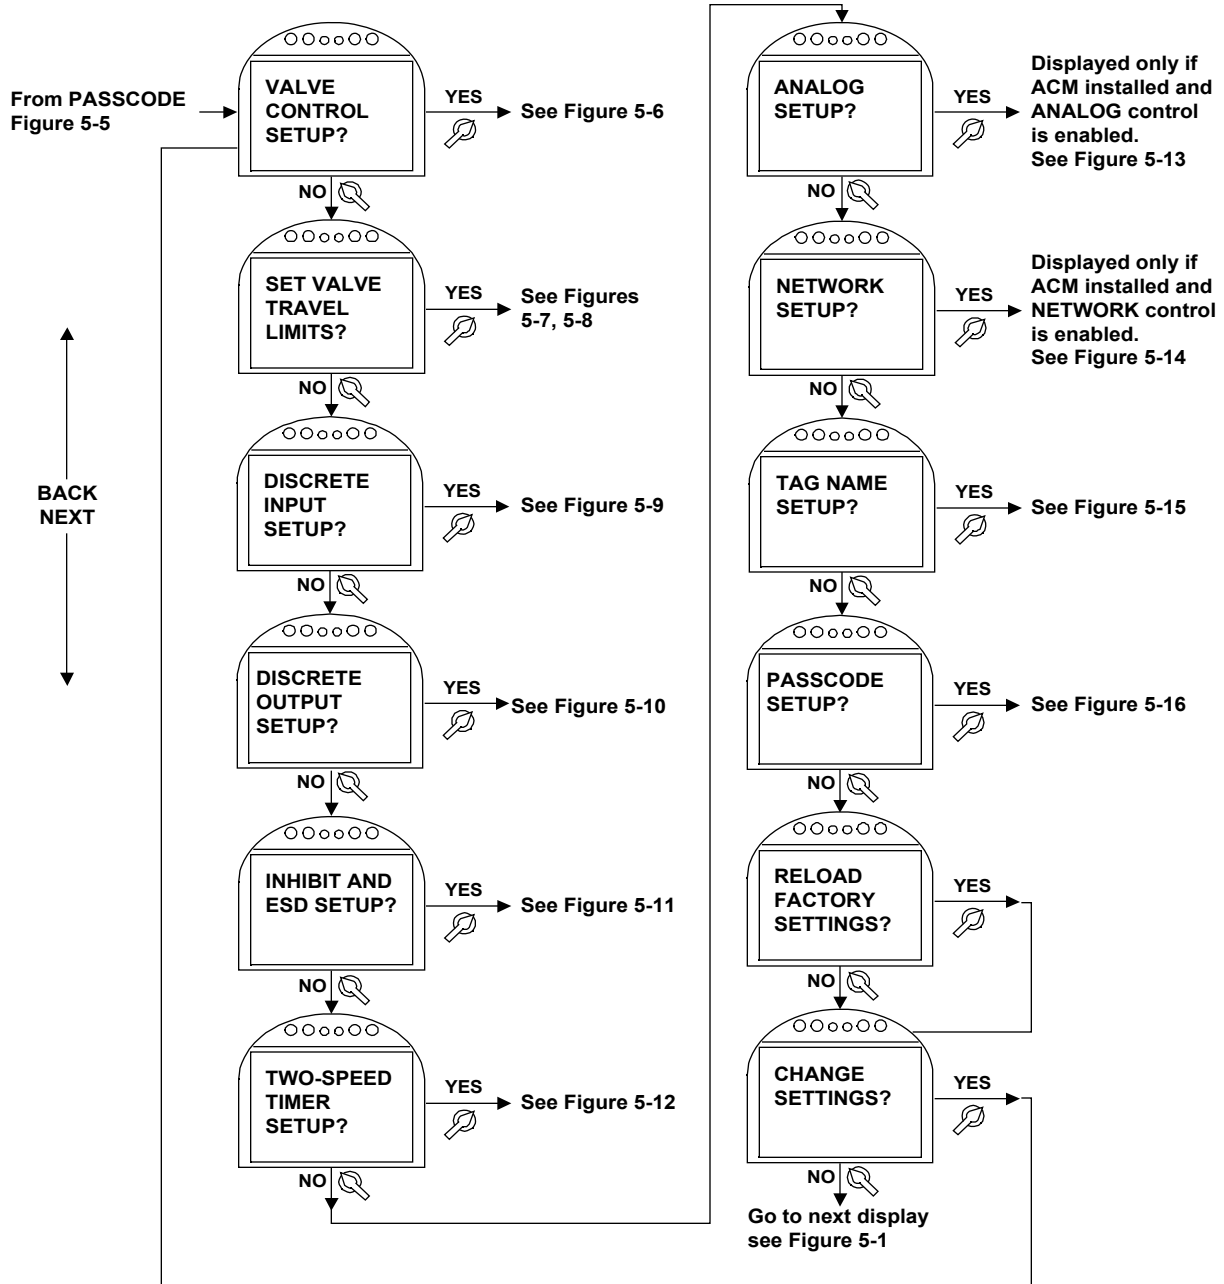 From PASSCODE
Figure 5-5
VALVE
CONTROL
SETUP?
YES
See Figure 5-6
NO
SET VALVE
TRAVEL
LIMITS?
YES
See Figures
5-7, 5-8
NO
BACK
NEXT
DISCRETE
INPUT
SETUP?
YES
See Figure 5-9
NO
DISCRETE
OUTPUT
SETUP?
YES
See Figure 5-10
NO
INHIBIT AND
ESD SETUP?
YES
See Figure 5-11
NO
TWO-SPEED
TIMER
SETUP?
YES
See Figure 5-12
NO
ANALOG
SETUP?
YES
Displayed only if
ACM installed and
ANALOG control
is enabled.
See Figure 5-13
NO
NETWORK
SETUP?
YES
Displayed only if
ACM installed and
NETWORK control
is enabled.
See Figure 5-14
NO
TAG NAME
SETUP?
YES
See Figure 5-15
NO
PASSCODE
SETUP?
YES
See Figure 5-16
NO
RELOAD
FACTORY
SETTINGS?
YES
NO
CHANGE
SETTINGS?
YES
NO
Go to next display
see Figure 5-1